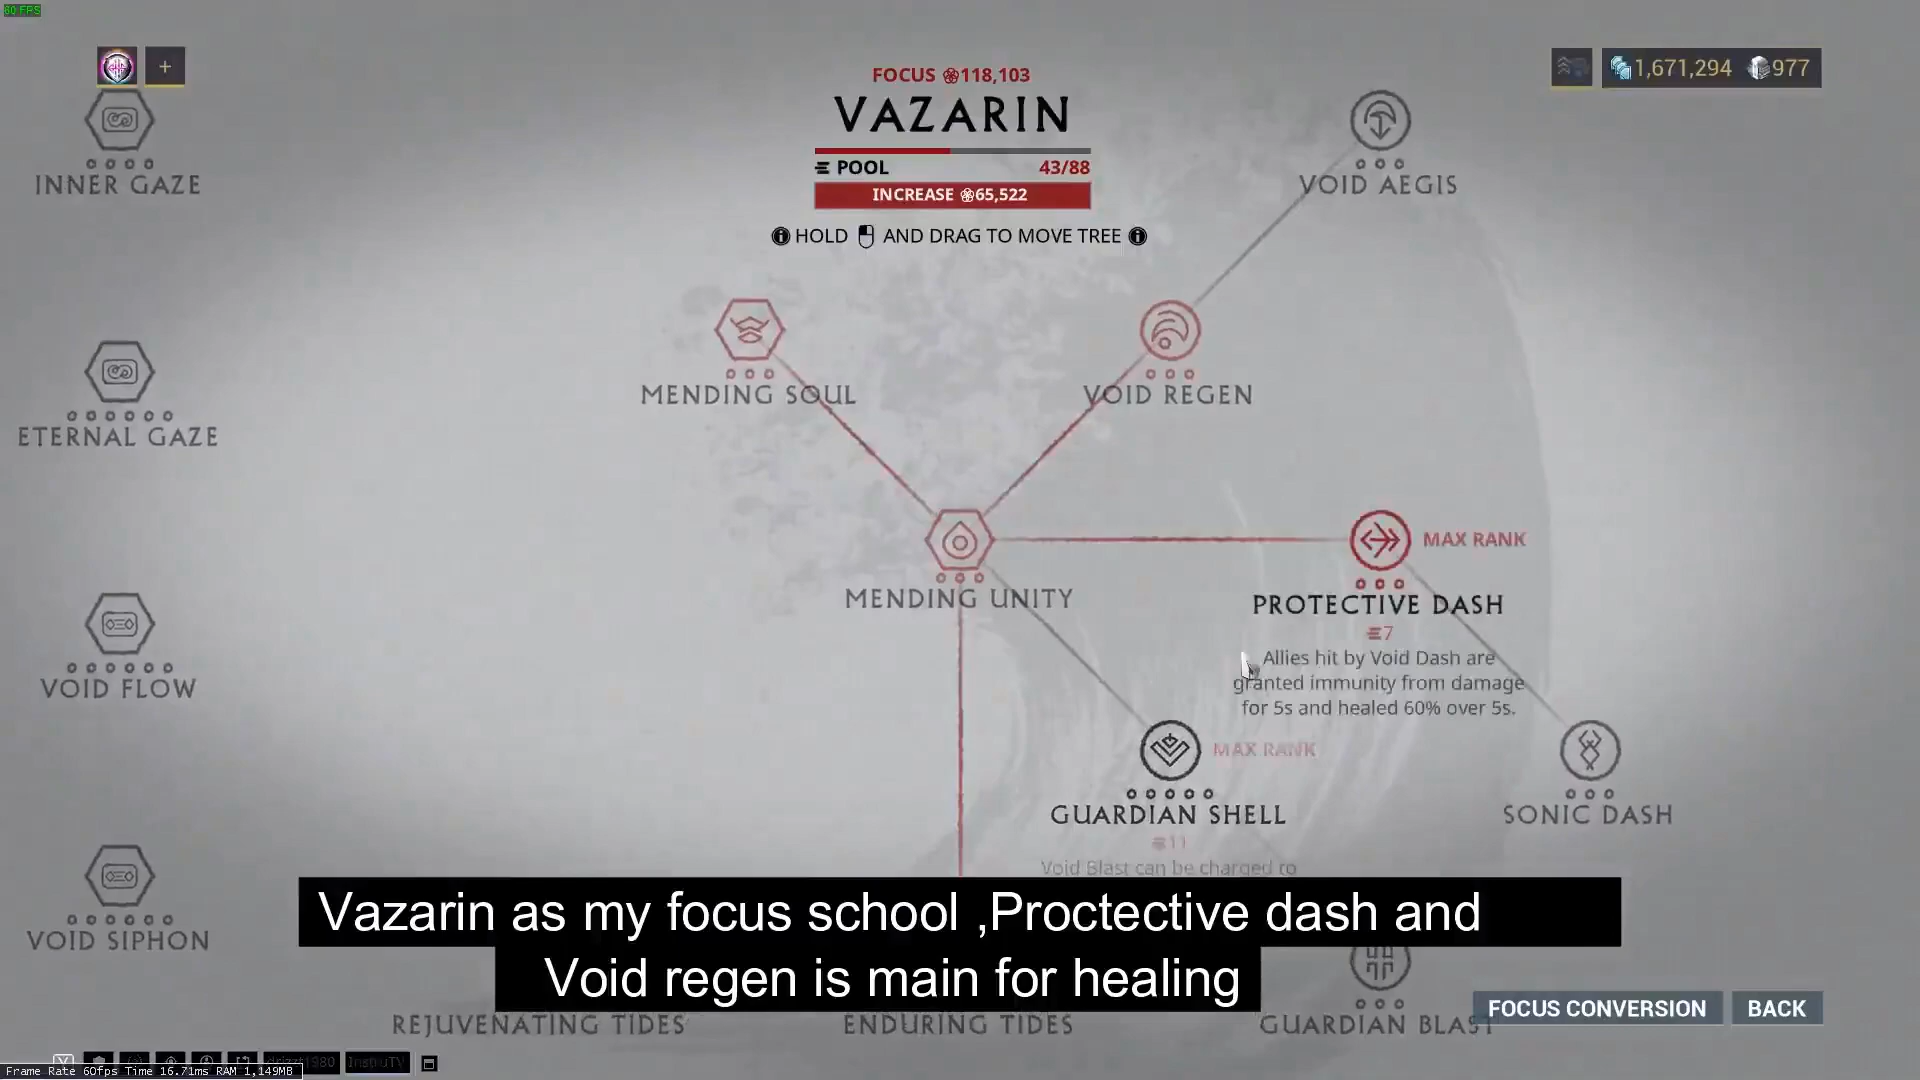 60 FPS
FOCUS 118,103
VAZARIN
POOL 43/88
INCREASE 65,522
HOLD AND DRAG TO MOVE TREE
1,671,294 977
INNER GAZE
VOID AEGIS
MENDING SOUL
VOID REGEN
ETERNAL GAZE
MAX RANK
MENDING UNITY
PROTECTIVE DASH
7
Allies hit by Void Dash are
granted immunity from damage
for 5s and healed 60% over 5s.
VOID FLOW
MAX RANK
GUARDIAN SHELL
11
Void Blast can be charged to
SONIC DASH
Vazarin as my focus school ,Proctective dash and
Void regen is main for healing
VOID SIPHON
REJUVENATING TIDES
ENDURING TIDES
GUARDIAN BLAST
FOCUS CONVERSION
BACK
Frame Rate 60fps Time 16.71ms RAM 1,149MB